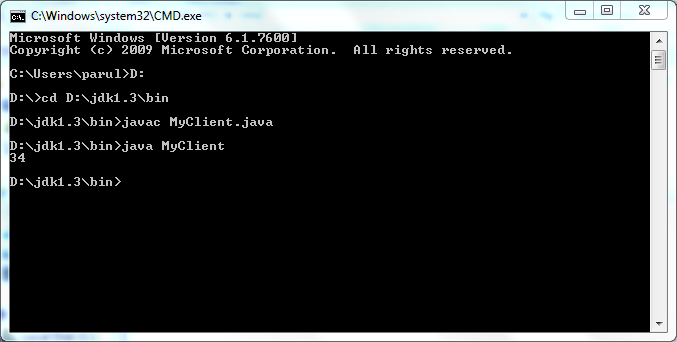 C:\Windows\system32\CMD.exe
Microsoft Windows [Version 6.1.7600]
Copyright (c) 2009 Microsoft Corporation.  All rights reserved.
C:\Users\parul>D:
D:\>cd D:\jdk1.3\bin
D:\jdk1.3\bin>javac MyClient.java
D:\jdk1.3\bin>java MyClient
34
D:\jdk1.3\bin>